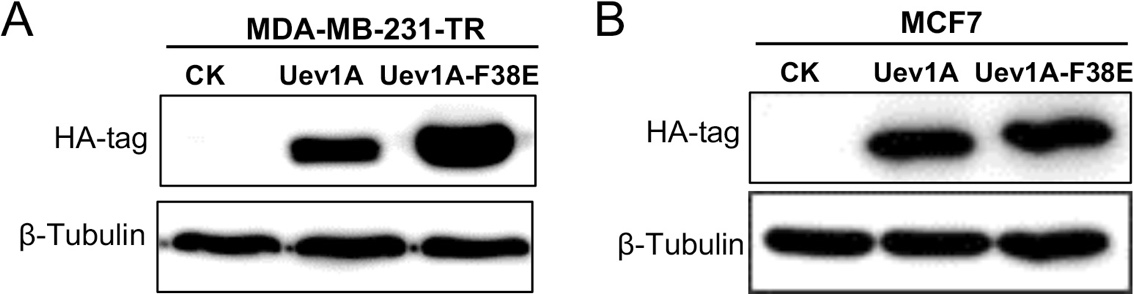 A
MDA-MB-231-TR
CK Uev1A Uev1A-F38E
HA-tag
β-Tubulin
B
MCF7
CK Uev1A Uev1A-F38E
HA-tag
β-Tubulin